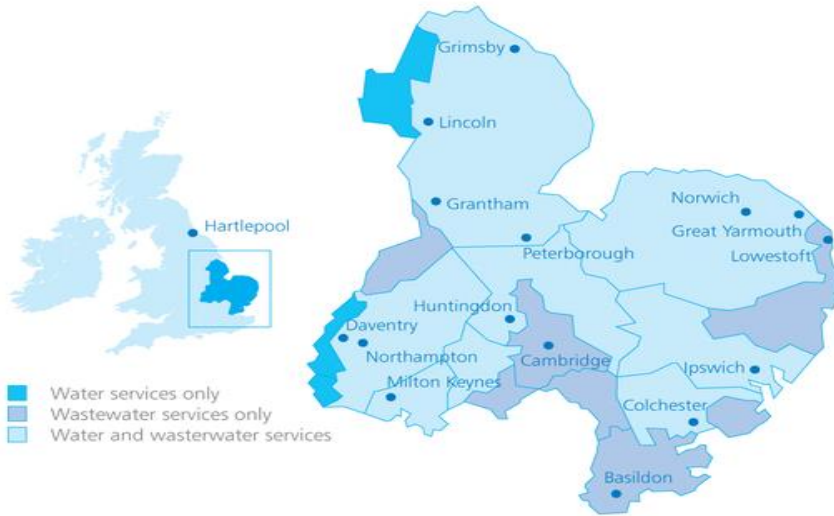 Grimsby
Lincoln
Grantham
Norwich
Hartlepool
Great Yarmouth
Peterborough
Lowestoft
Huntingdon
Daventry
Northampton
Cambridge
Ipswich
Milton Keynes
Colchester
Basildon
Water services only
Wastewater services only
Water and wasterwater services